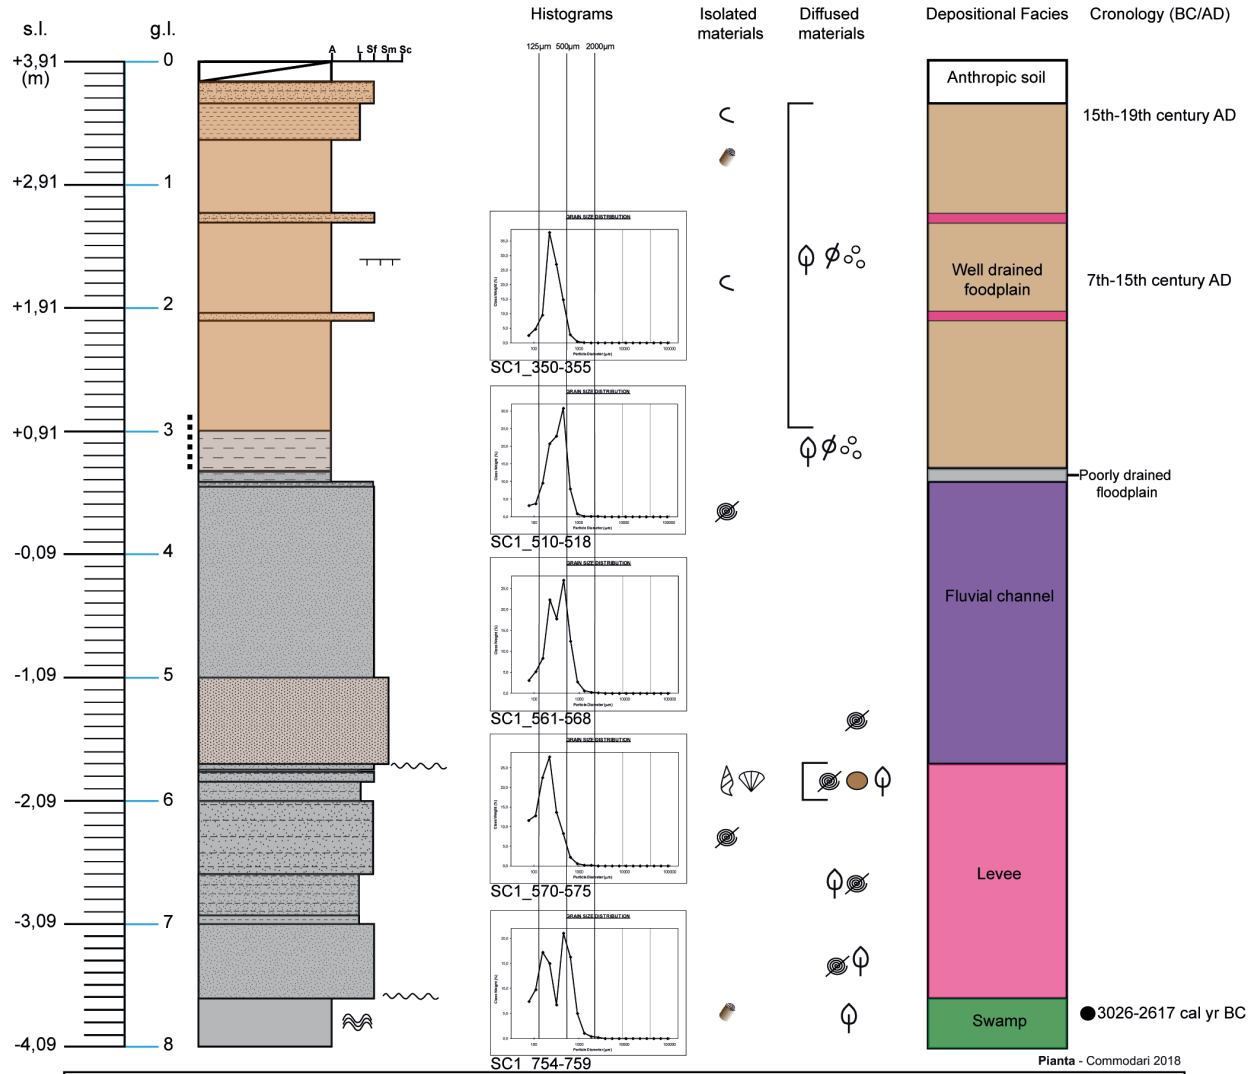 s.l.
g.l.
Histograms
Isolated
materials
Diffused
materials
Depositional Facies
Cronology (BC/AD)
A L Sf Sm Sc
125µm 500µm 2000µm
+3,91
(m)
+2,91
+1,91
+0,91
-0,09
-1,09
-2,09
-3,09
-4,09
0
1
2
3
4
5
6
7
8
GRAIN SIZE DISTRIBUTION
SC1_350-355
GRAIN SIZE DISTRIBUTION
SC1_510-518
GRAIN SIZE DISTRIBUTION
SC1_561-568
GRAIN SIZE DISTRIBUTION
SC1_570-575
GRAIN SIZE DISTRIBUTION
SC1_754-759
Anthropic soil
Well drained
foodplain
Poorly drained
floodplain
Fluvial channel
Levee
Swamp
15th-19th century AD
7th-15th century AD
3026-2617 cal yr BC
Pianta - Commodari 2018